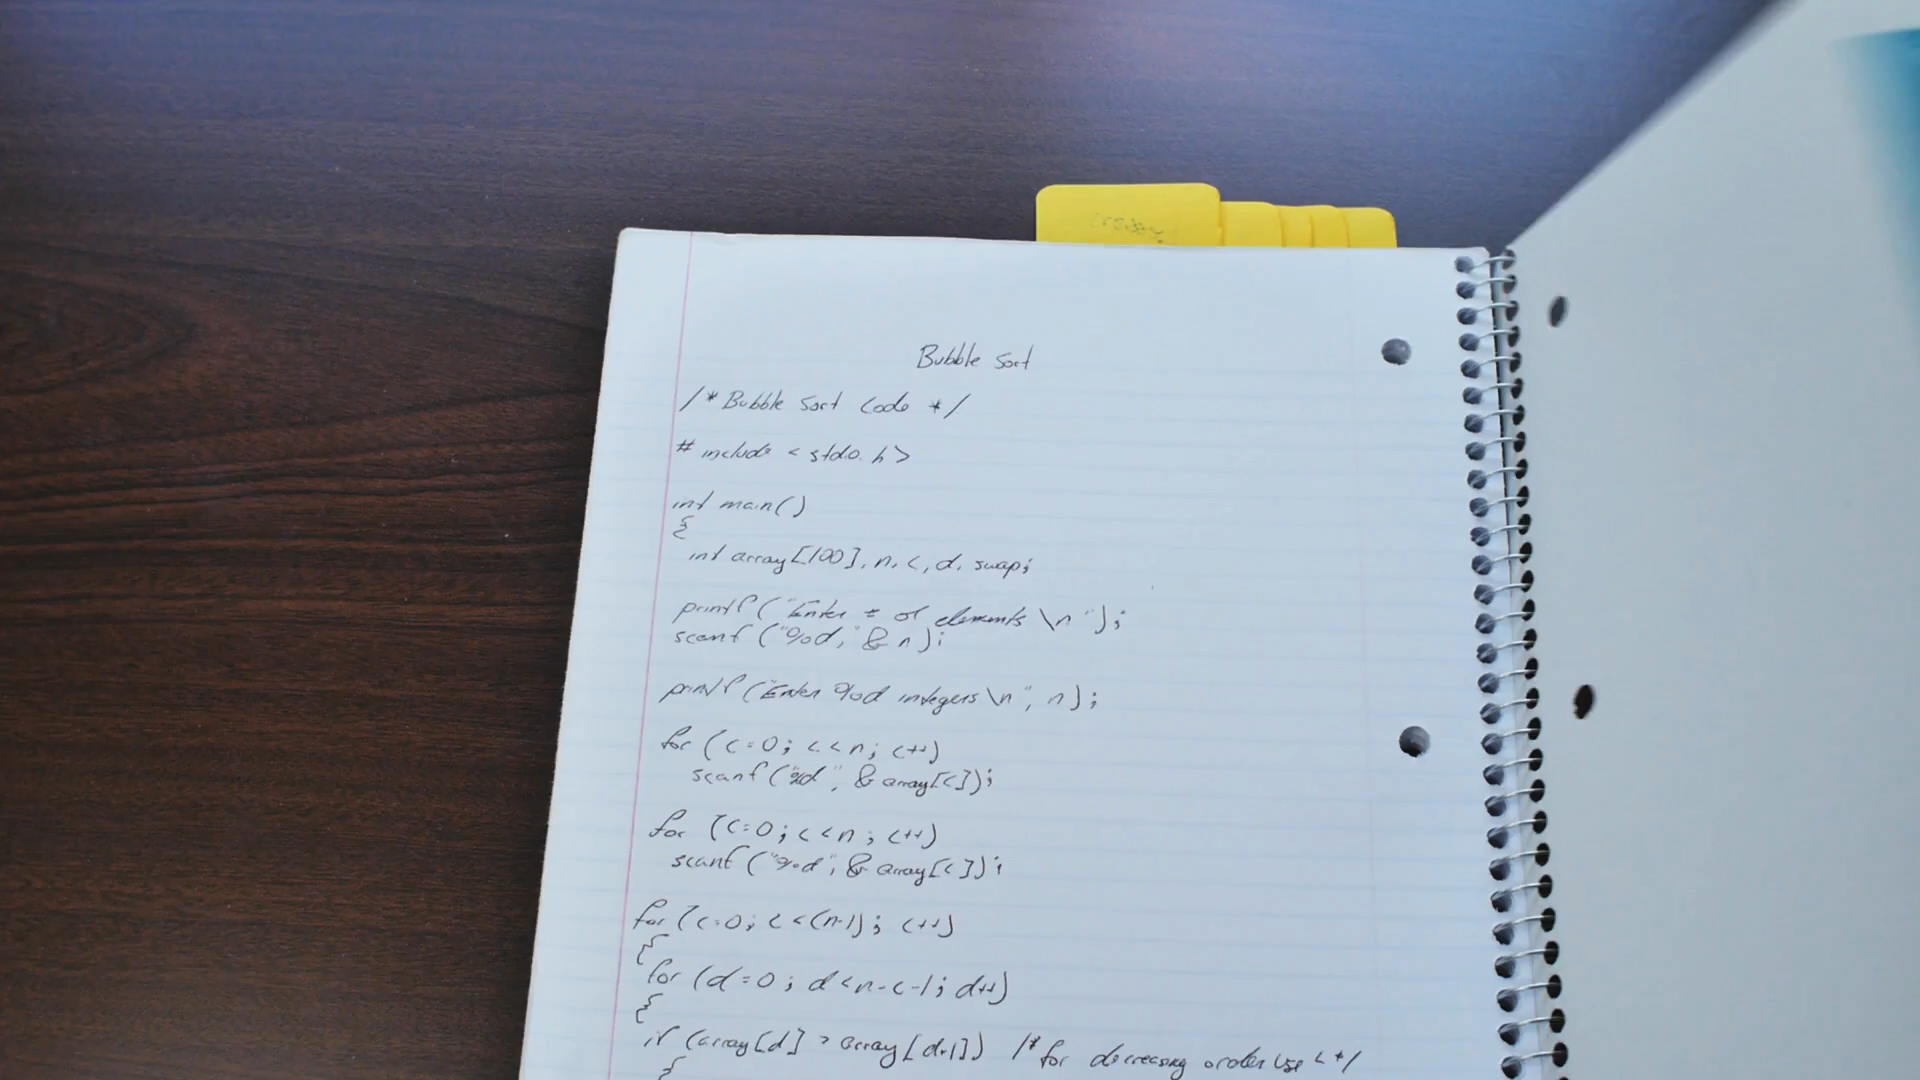 Bubble Sort
/* Bubble Sort Code */
# include < stdo.h>
int main()
{
int array[100], n, c, d, swap;
printf ("Enter # of elements \n ");
scanf ("%d," & n);
printf ("Enter %d integers \n", n);
for (c=0; c<n; c++)
scanf ("%d", & array[c]);
for (c=0; c<n; c++)
scanf ("%d", & array[c]);
for (c=0; c<(n-1); c++)
{
for (d=0; d<n-c-1; d++)
{
if (array[d] > array[d+1]) /* for decreasing order use < */
{